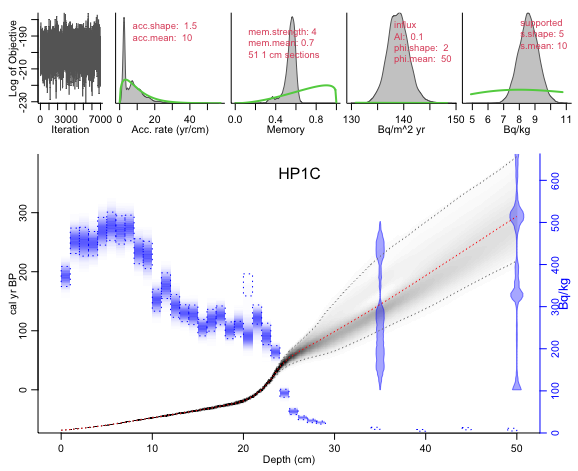 Log of Objective
-190
-210
-230
0 3000 7000
Iteration
acc.shape: 1.5
acc.mean: 10
0 10 30 50
Acc. rate (yr/cm)
mem.strength: 4
mem.mean: 0.7
51 1 cm sections
0.0 0.4 0.8
Memory
influx
Al: 0.1
phi.shape: 2
phi.mean: 50
130 140 150
Bq/m^2 yr
supported
s.shape: 5
s.mean: 10
5 6 7 8 9 11
Bq/kg
HP1C
cal yr BP
0
100
200
300
0 10 20 30 40 50
Depth (cm)
Bq/kg
0
100
200
300
400
500
600